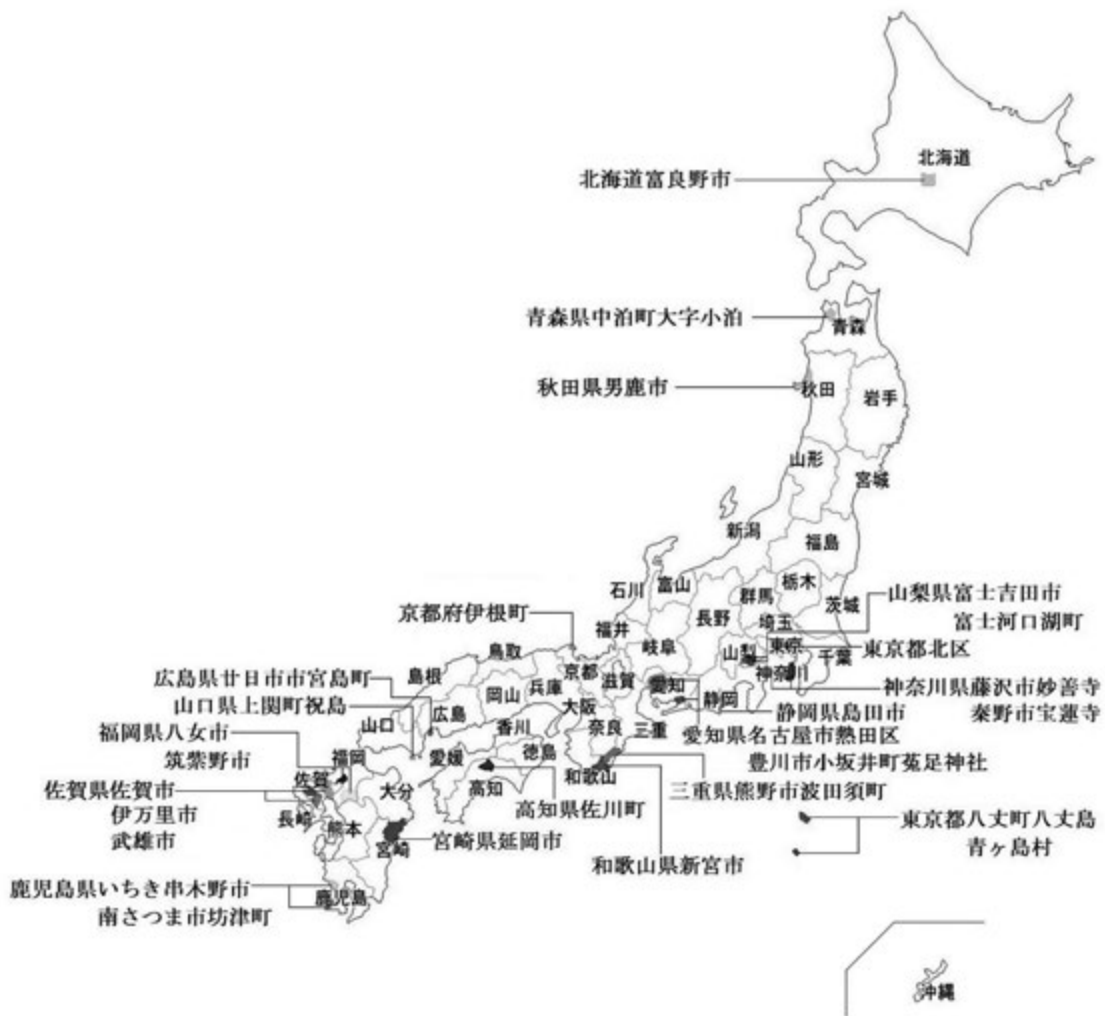 北海道
北海道富良野市
青森県中泊町大字小泊
青森
秋田県男鹿市
秋田
岩手
山形
宮城
新潟
福島
石川
富山
栃木
群馬
茨城
長野
埼玉
山梨県富士吉田市
富士河口湖町
京都府伊根町
福井
岐阜
山梨
東京
千葉
東京都北区
鳥取
島根
京都
滋賀
愛知
神奈川
広島県廿日市市宮島町
岡山
兵庫
静岡
神奈川県藤沢市妙善寺
秦野市宝蓮寺
山口県上関町祝島
広島
大阪
静岡県島田市
山口
香川
奈良
三重
愛知県名古屋市熱田区
福岡県八女市
筑紫野市
福岡
愛媛
徳島
豊川市小坂井町菟足神社
佐賀
大分
高知
和歌山
佐賀県佐賀市
伊万里市
武雄市
三重県熊野市波田須町
長崎
熊本
高知県佐川町
宮崎
宮崎県延岡市
東京都八丈町八丈島
青ヶ島村
和歌山県新宮市
鹿児島県いちき串木野市
南さつま市坊津町
鹿児島
沖縄